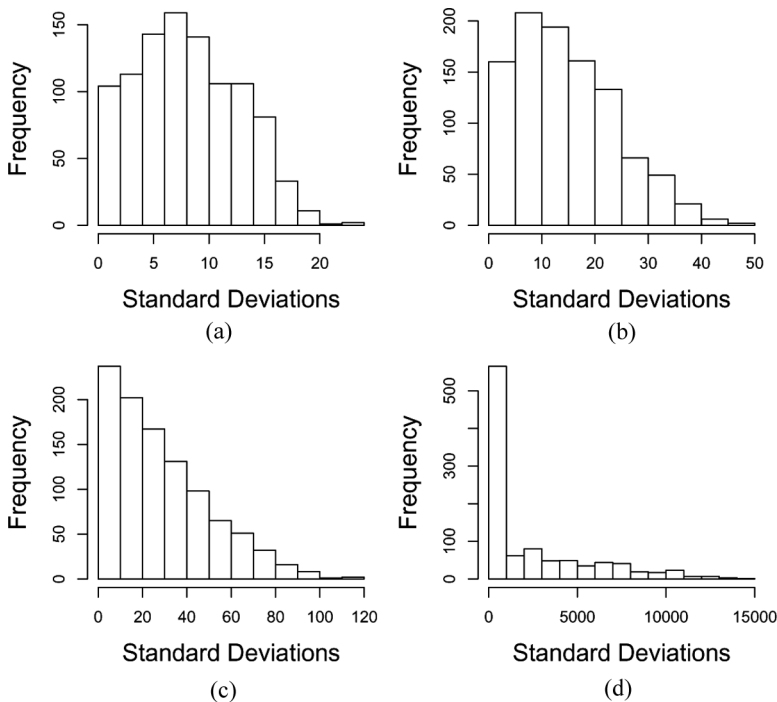 Frequency
150
100
50
0
0 5 10 15 20
Standard Deviations
(a)
Frequency
200
150
100
50
0
0 10 20 30 40 50
Standard Deviations
(b)
Frequency
200
150
100
50
0
0 20 40 60 80 100 120
Standard Deviations
(c)
Frequency
500
300
100
0
0 5000 10000 15000
Standard Deviations
(d)